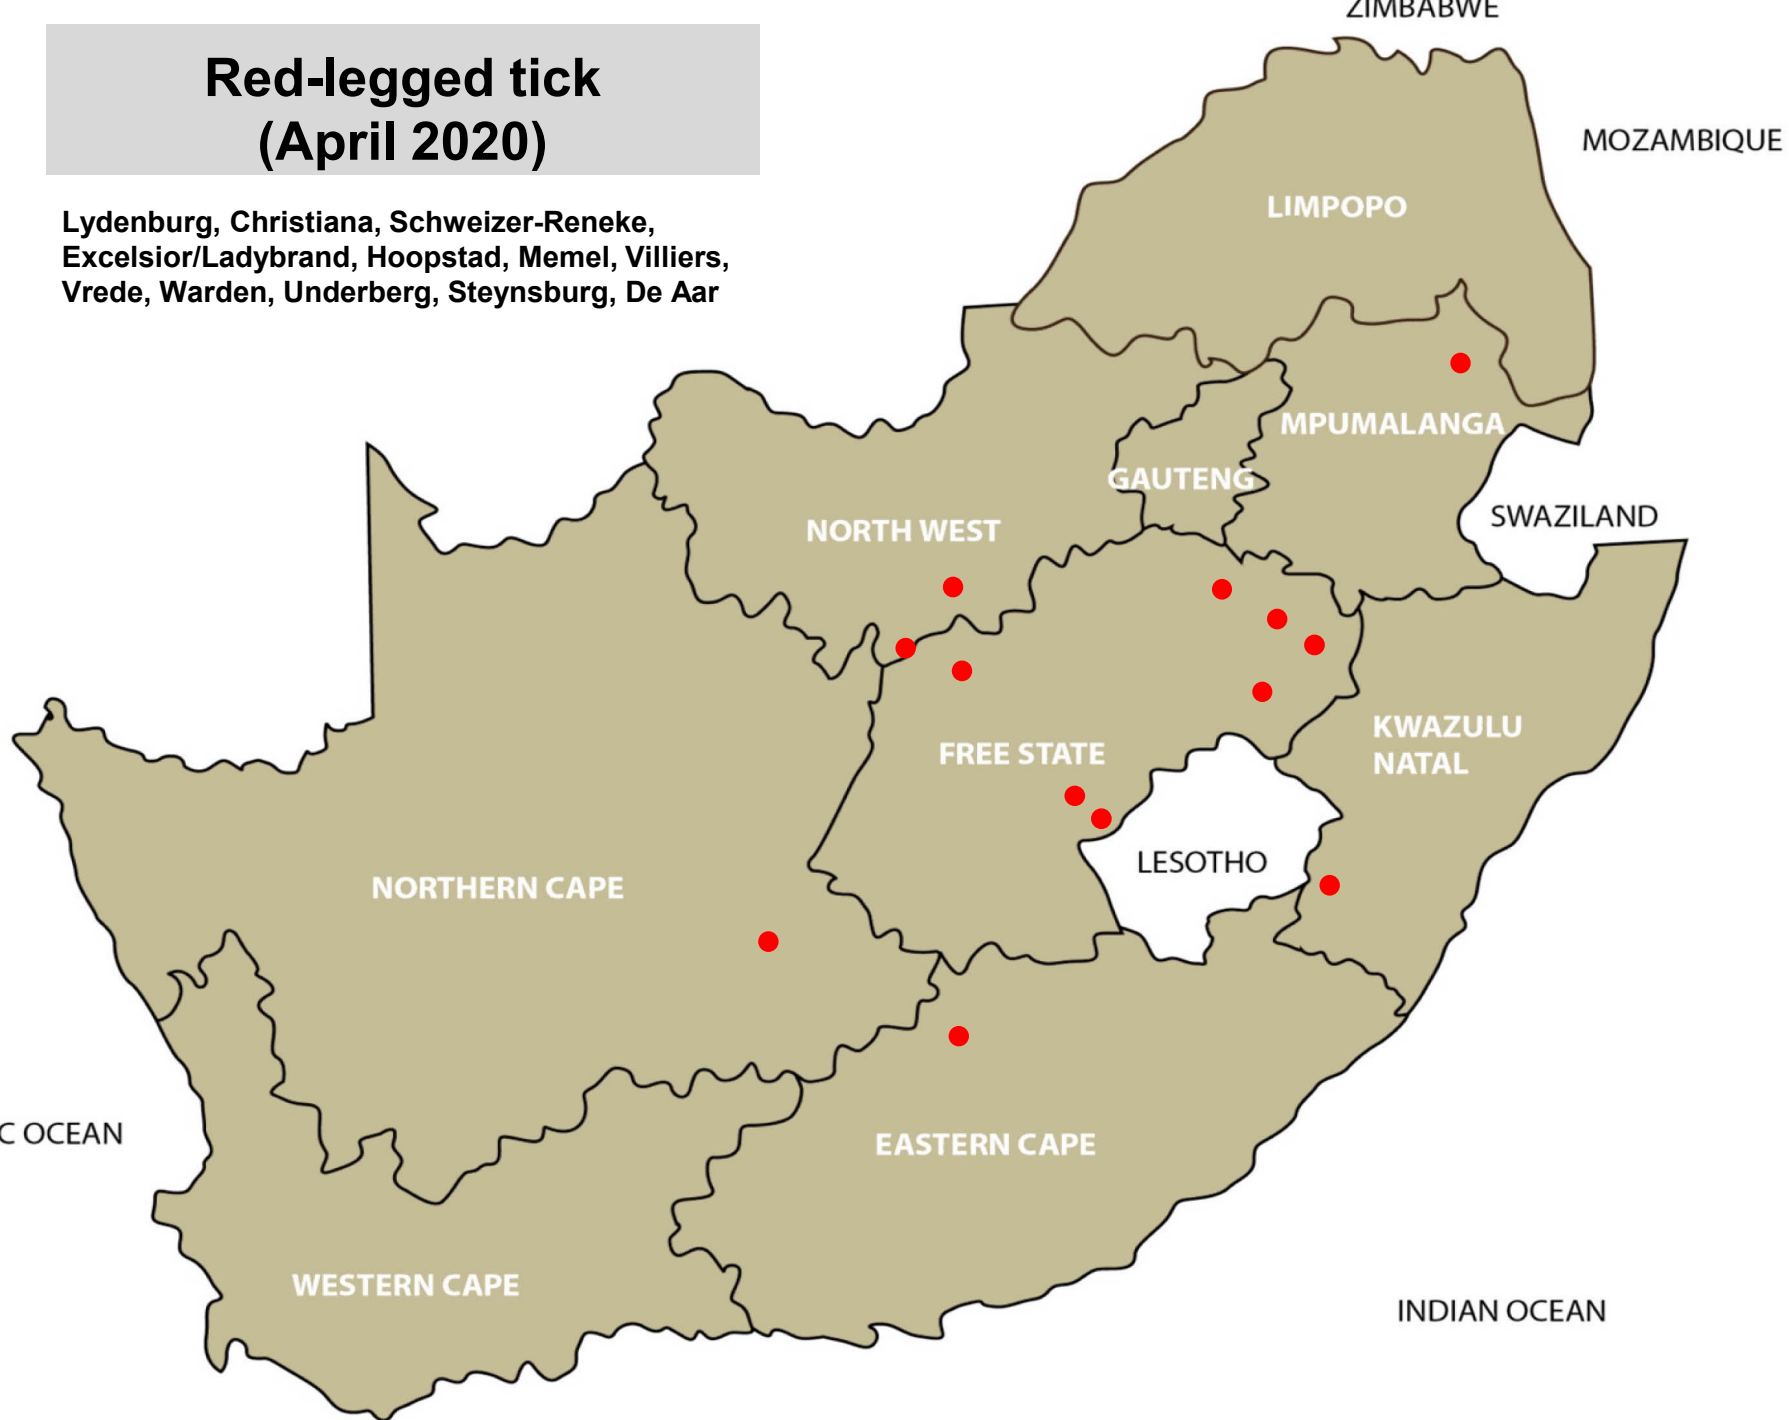 ZIMBABWE
Red-legged tick
(April 2020)
MOZAMBIQUE
Lydenburg, Christiana, Schweizer-Reneke,
Excelsior/Ladybrand, Hoopstad, Memel, Villiers,
Vrede, Warden, Underberg, Steynsburg, De Aar
LIMPOPO
MPUMALANGA
GAUTENG
NORTH WEST
SWAZILAND
KWAZULU
NATAL
FREE STATE
LESOTHO
NORTHERN CAPE
C OCEAN
EASTERN CAPE
WESTERN CAPE
INDIAN OCEAN